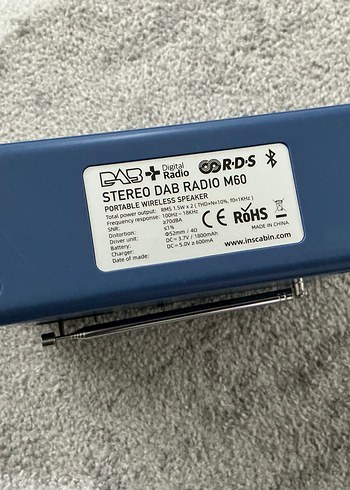 DAB+ Digital Radio R·D·S
STEREO DAB RADIO M60
PORTABLE WIRELESS SPEAKER
Total power output: RMS 1.5W x 2 ( THD+N=10%, f0=1KHz )
Frequency response: 100Hz~18KHz
SNR: ≥70dBA
Distortion: ≤1%
Driver unit: Φ52mm / 4Ω
Battery: DC = 3.7V / 1800mAh
Charger: DC = 5.0V ≥ 600mA
Date of made:
CE RoHS
MADE IN CHINA
www.inscabin.com